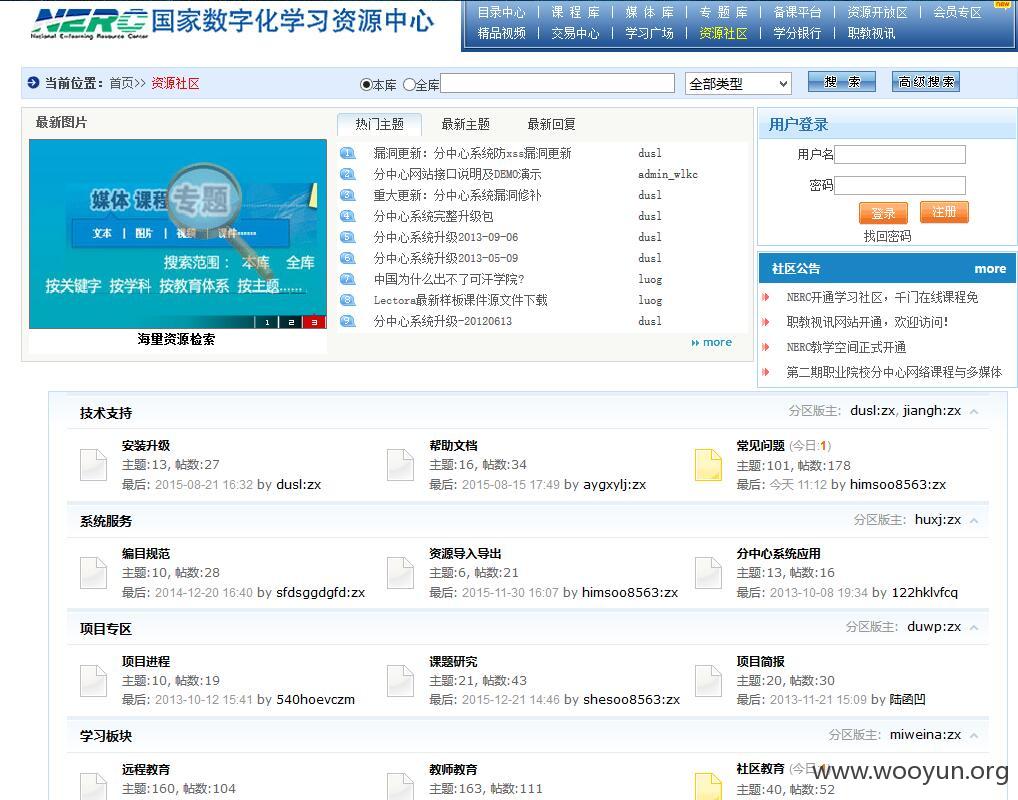 NERC 国家数字化学习资源中心
National E-learning Resource Center
目录中心 | 课 程 库 | 媒 体 库 | 专 题 库 | 备课平台 | 资源开放区 | 会员专区 new
精品视频 | 交易中心 | 学习广场 | 资源社区 | 学分银行 | 职教视讯
当前位置：首页>> 资源社区 本库 全库 全部类型 搜 索 高级搜索
最新图片
媒体 课程 专题
文本 | 图片 | 视频 | 课件······
搜索范围： 本库 全库
按关键字 按学科 按教育体系 按主题......
1 2 3
海量资源检索
热门主题 最新主题 最新回复
1 漏洞更新：分中心系统防xss漏洞更新 dusl
2 分中心网站接口说明及DEMO演示 admin_wlkc
3 重大更新：分中心系统漏洞修补 dusl
4 分中心系统完整升级包 dusl
5 分中心系统升级2013-09-06 dusl
6 分中心系统升级2013-05-09 dusl
7 中国为什么出不了可汗学院? luog
8 Lectora最新样板课件源文件下载 luog
9 分中心系统升级-20120613 dusl
more
用户登录
用户名
密码
登录 注册
找回密码
社区公告 more
NERC开通学习社区，千门在线课程免
职教视讯网站开通，欢迎访问！
NERC教学空间正式开通
第二期职业院校分中心网络课程与多媒体
技术支持 分区版主: dusl:zx, jiangh:zx
安装升级
主题:13, 帖数:27
最后: 2015-08-21 16:32 by dusl:zx
帮助文档
主题:16, 帖数:34
最后: 2015-08-15 17:49 by aygxylj:zx
常见问题 (今日:1)
主题:101, 帖数:178
最后: 今天 11:12 by himsoo8563:zx
系统服务 分区版主: huxj:zx
编目规范
主题:10, 帖数:28
最后: 2014-12-20 16:40 by sfdsggdgfd:zx
资源导入导出
主题:6, 帖数:21
最后: 2015-11-30 16:07 by himsoo8563:zx
分中心系统应用
主题:13, 帖数:16
最后: 2013-10-08 19:34 by 122hklvfcq
项目专区 分区版主: duwp:zx
项目进程
主题:10, 帖数:19
最后: 2013-10-12 15:41 by 540hoevczm
课题研究
主题:21, 帖数:43
最后: 2015-12-21 14:46 by shesoo8563:zx
项目简报
主题:20, 帖数:30
最后: 2013-11-21 15:09 by 陆函凹
学习板块 分区版主: miweina:zx
远程教育
主题:160, 帖数:104
教师教育
主题:163, 帖数:111
社区教育 (今日:1)
主题:40, 帖数:52
www.wooyun.org